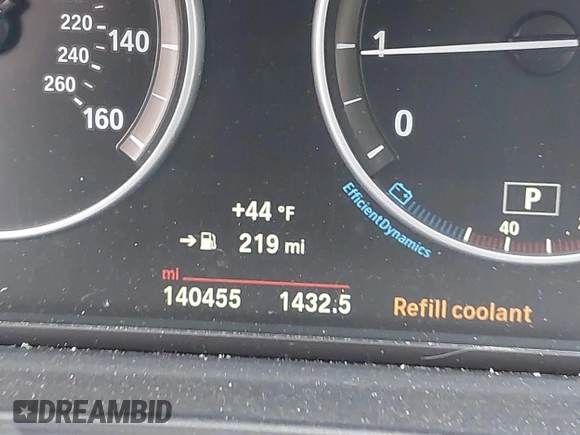 220
140
240
260
160
1
0
+44 °F
219 mi
EfficientDynamics
P
40
mi
140455 1432.5
Refill coolant
DREAMBID